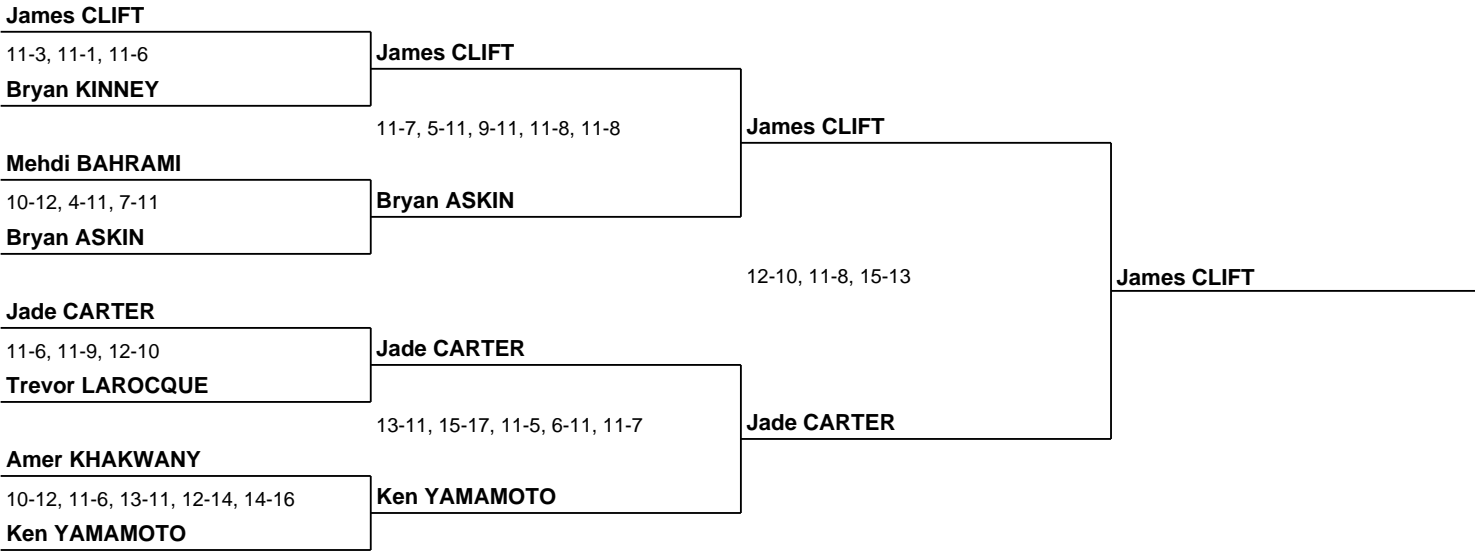 James CLIFT
11-3, 11-1, 11-6
James CLIFT
Bryan KINNEY
11-7, 5-11, 9-11, 11-8, 11-8
James CLIFT
Mehdi BAHRAMI
10-12, 4-11, 7-11
Bryan ASKIN
Bryan ASKIN
12-10, 11-8, 15-13
James CLIFT
Jade CARTER
11-6, 11-9, 12-10
Jade CARTER
Trevor LAROCQUE
13-11, 15-17, 11-5, 6-11, 11-7
Jade CARTER
Amer KHAKWANY
10-12, 11-6, 13-11, 12-14, 14-16
Ken YAMAMOTO
Ken YAMAMOTO